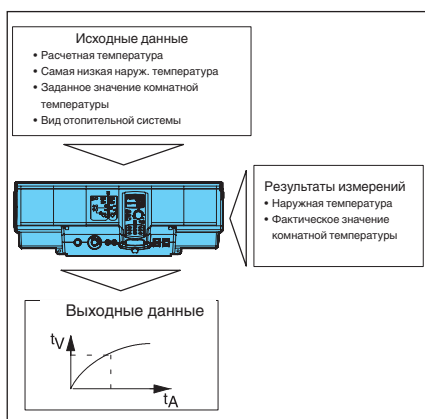 Исходные данные
• Расчетная температура
• Самая низкая наруж. температура
• Заданное значение комнатной
температуры
• Вид отопительной системы
Результаты измерений
• Наружная температура
• Фактическое значение
комнатной температуры
Выходные данные
tV
tA